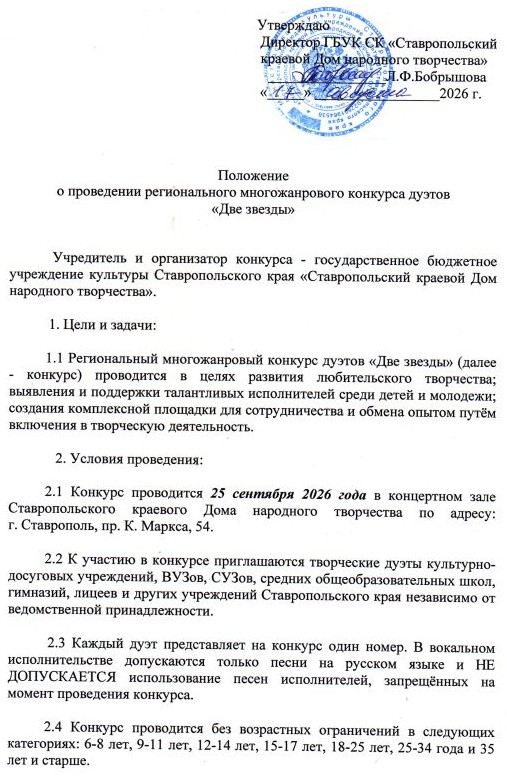 Утверждаю
Директор ГБУК СК «Ставропольский
краевой Дом народного творчества»
Л.Ф.Бобрышова
«17» 2026 г.
Положение
о проведении регионального многожанрового конкурса дуэтов
«Две звезды»
Учредитель и организатор конкурса - государственное бюджетное
учреждение культуры Ставропольского края «Ставропольский краевой Дом
народного творчества».
1. Цели и задачи:
1.1 Региональный многожанровый конкурс дуэтов «Две звезды» (далее
- конкурс) проводится в целях развития любительского творчества;
выявления и поддержки талантливых исполнителей среди детей и молодежи;
создания комплексной площадки для сотрудничества и обмена опытом путём
включения в творческую деятельность.
2. Условия проведения:
2.1 Конкурс проводится 25 сентября 2026 года в концертном зале
Ставропольского краевого Дома народного творчества по адресу:
г. Ставрополь, пр. К. Маркса, 54.
2.2 К участию в конкурсе приглашаются творческие дуэты культурно-
досуговых учреждений, ВУЗов, СУЗов, средних общеобразовательных школ,
гимназий, лицеев и других учреждений Ставропольского края независимо от
ведомственной принадлежности.
2.3 Каждый дуэт представляет на конкурс один номер. В вокальном
исполнительстве допускаются только песни на русском языке и НЕ
ДОПУСКАЕТСЯ использование песен исполнителей, запрещённых на
момент проведения конкурса.
2.4 Конкурс проводится без возрастных ограничений в следующих
категориях: 6-8 лет, 9-11 лет, 12-14 лет, 15-17 лет, 18-25 лет, 25-34 года и 35
лет и старше.